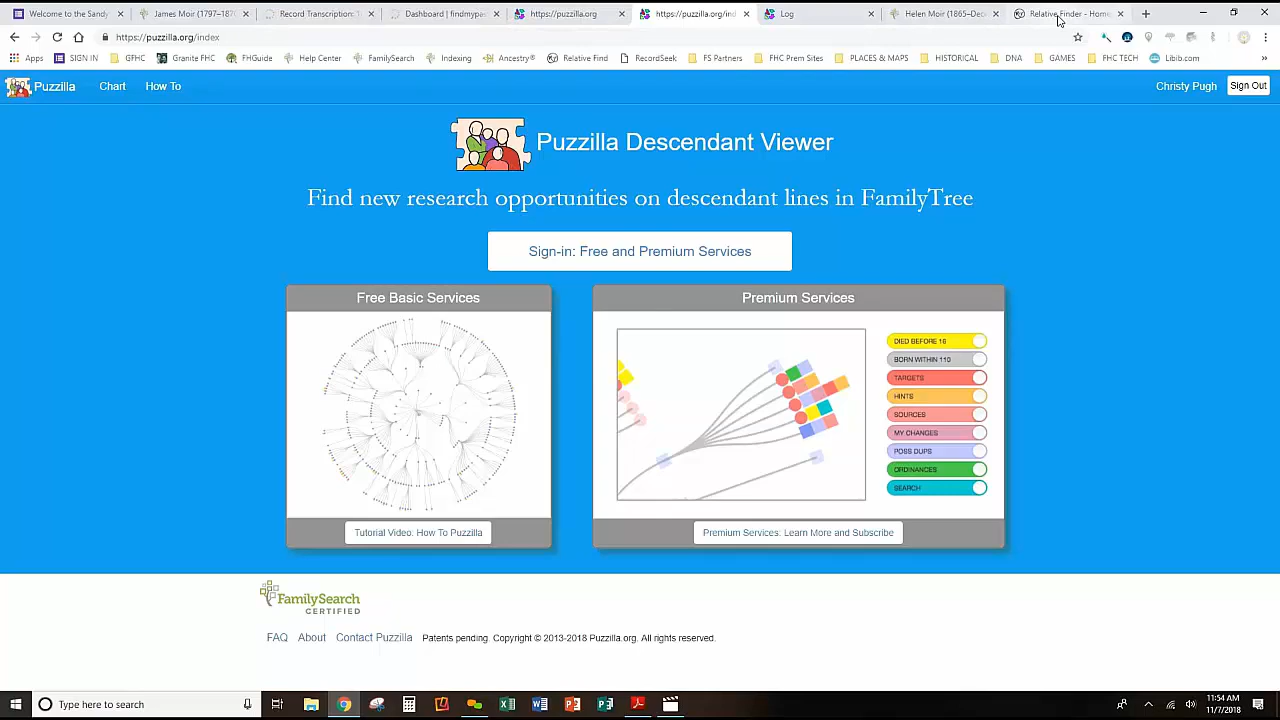 Welcome to the Sandy
James Moir (1797–187
Record Transcription:
Dashboard | findmypas
https://puzzilla.org
https://puzzilla.org/ind
Log
Helen Moir (1865–Dec
Relative Finder - Home
https://puzzilla.org/index
Apps
SIGN IN
GFHC
Granite FHC
FHGuide
Help Center
FamilySearch
Indexing
Ancestry®
Relative Find
RecordSeek
FS Partners
FHC Prem Sites
PLACES & MAPS
HISTORICAL
DNA
GAMES
FHC TECH
Libib.com
Puzzilla
Chart
How To
Christy Pugh
Sign Out
Puzzilla Descendant Viewer
Find new research opportunities on descendant lines in FamilyTree
Sign-in: Free and Premium Services
Free Basic Services
Tutorial Video: How To Puzzilla
Premium Services
DIED BEFORE 16
BORN WITHIN 110
TARGETS
HINTS
SOURCES
MY CHANGES
POSS DUPS
ORDINANCES
SEARCH
Premium Services: Learn More and Subscribe
FamilySearch
CERTIFIED
FAQ About Contact Puzzilla Patents pending. Copyright © 2013-2018 Puzzilla.org. All rights reserved.
Type here to search
11:54 AM
11/7/2018